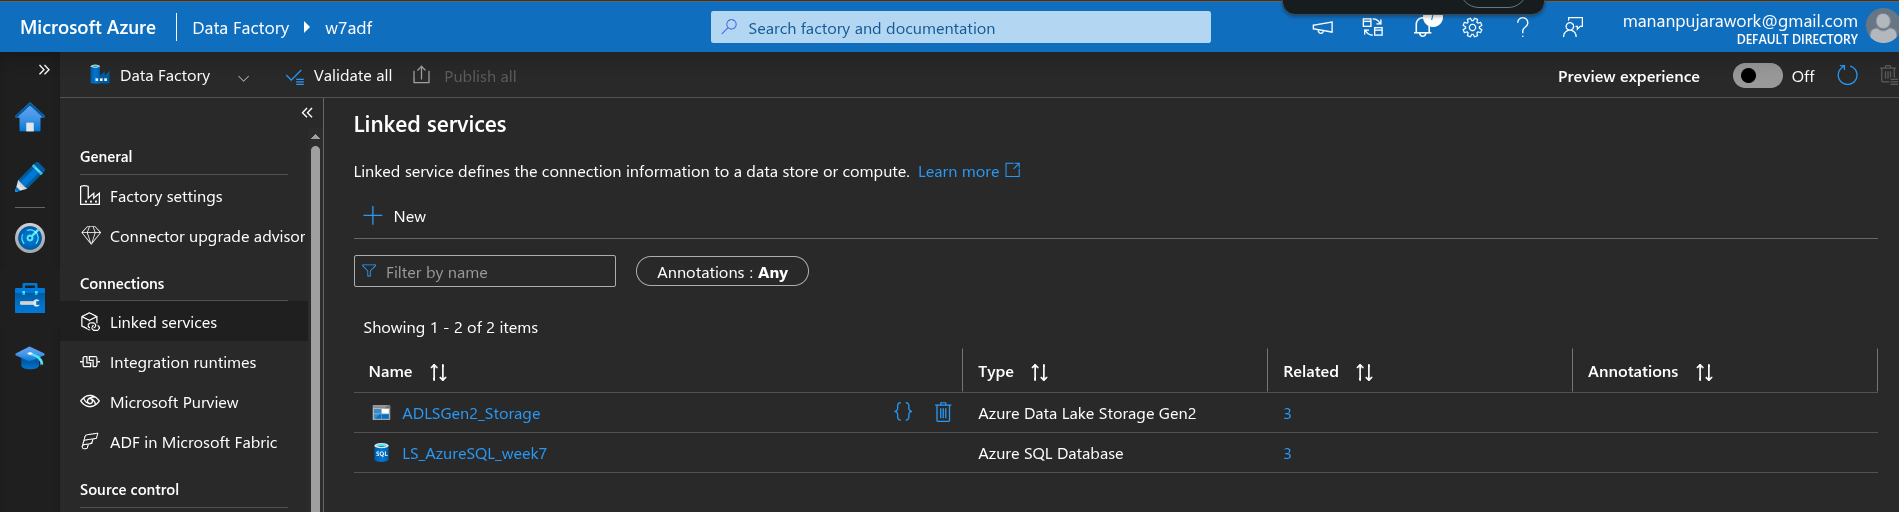 Microsoft Azure
Data Factory
w7adf
Search factory and documentation
mananpujarawork@gmail.com
DEFAULT DIRECTORY
Data Factory
Validate all
Publish all
Preview experience
Off
General
Factory settings
Connector upgrade advisor
Connections
Linked services
Integration runtimes
Microsoft Purview
ADF in Microsoft Fabric
Source control
Linked services
Linked service defines the connection information to a data store or compute. Learn more
New
Filter by name
Annotations : Any
Showing 1 - 2 of 2 items
Name Type Related Annotations
ADLSGen2_Storage {} Azure Data Lake Storage Gen2 3
SQL LS_AzureSQL_week7 Azure SQL Database 3